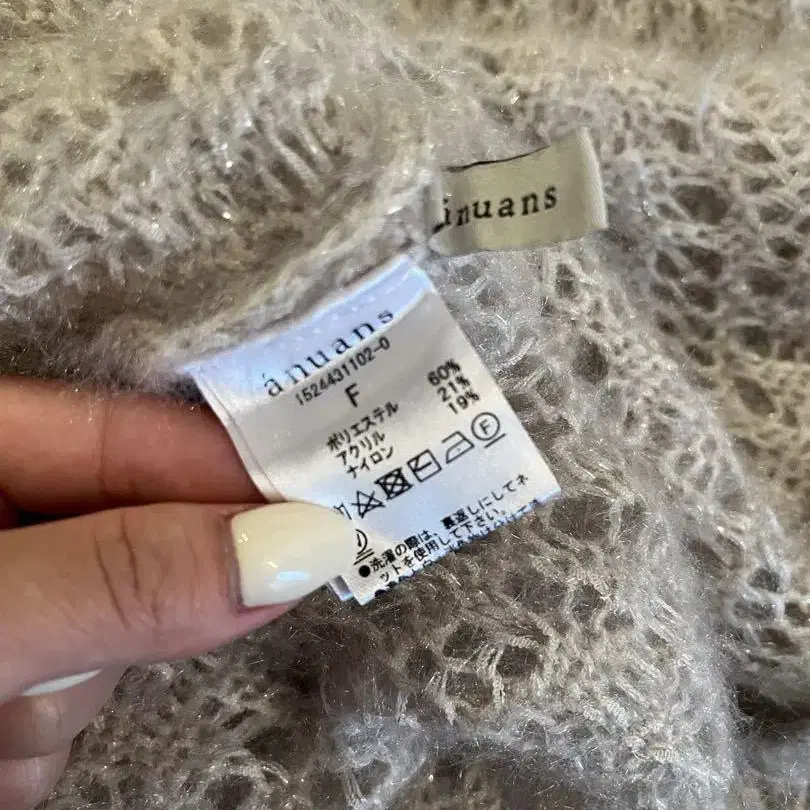 ánuans
ánuans
1524431102-0
F
ポリエステル 60%
アクリル 21%
ナイロン 19%
F
●洗濯の際は、裏返しにしてネ
ットを使用して下さい。